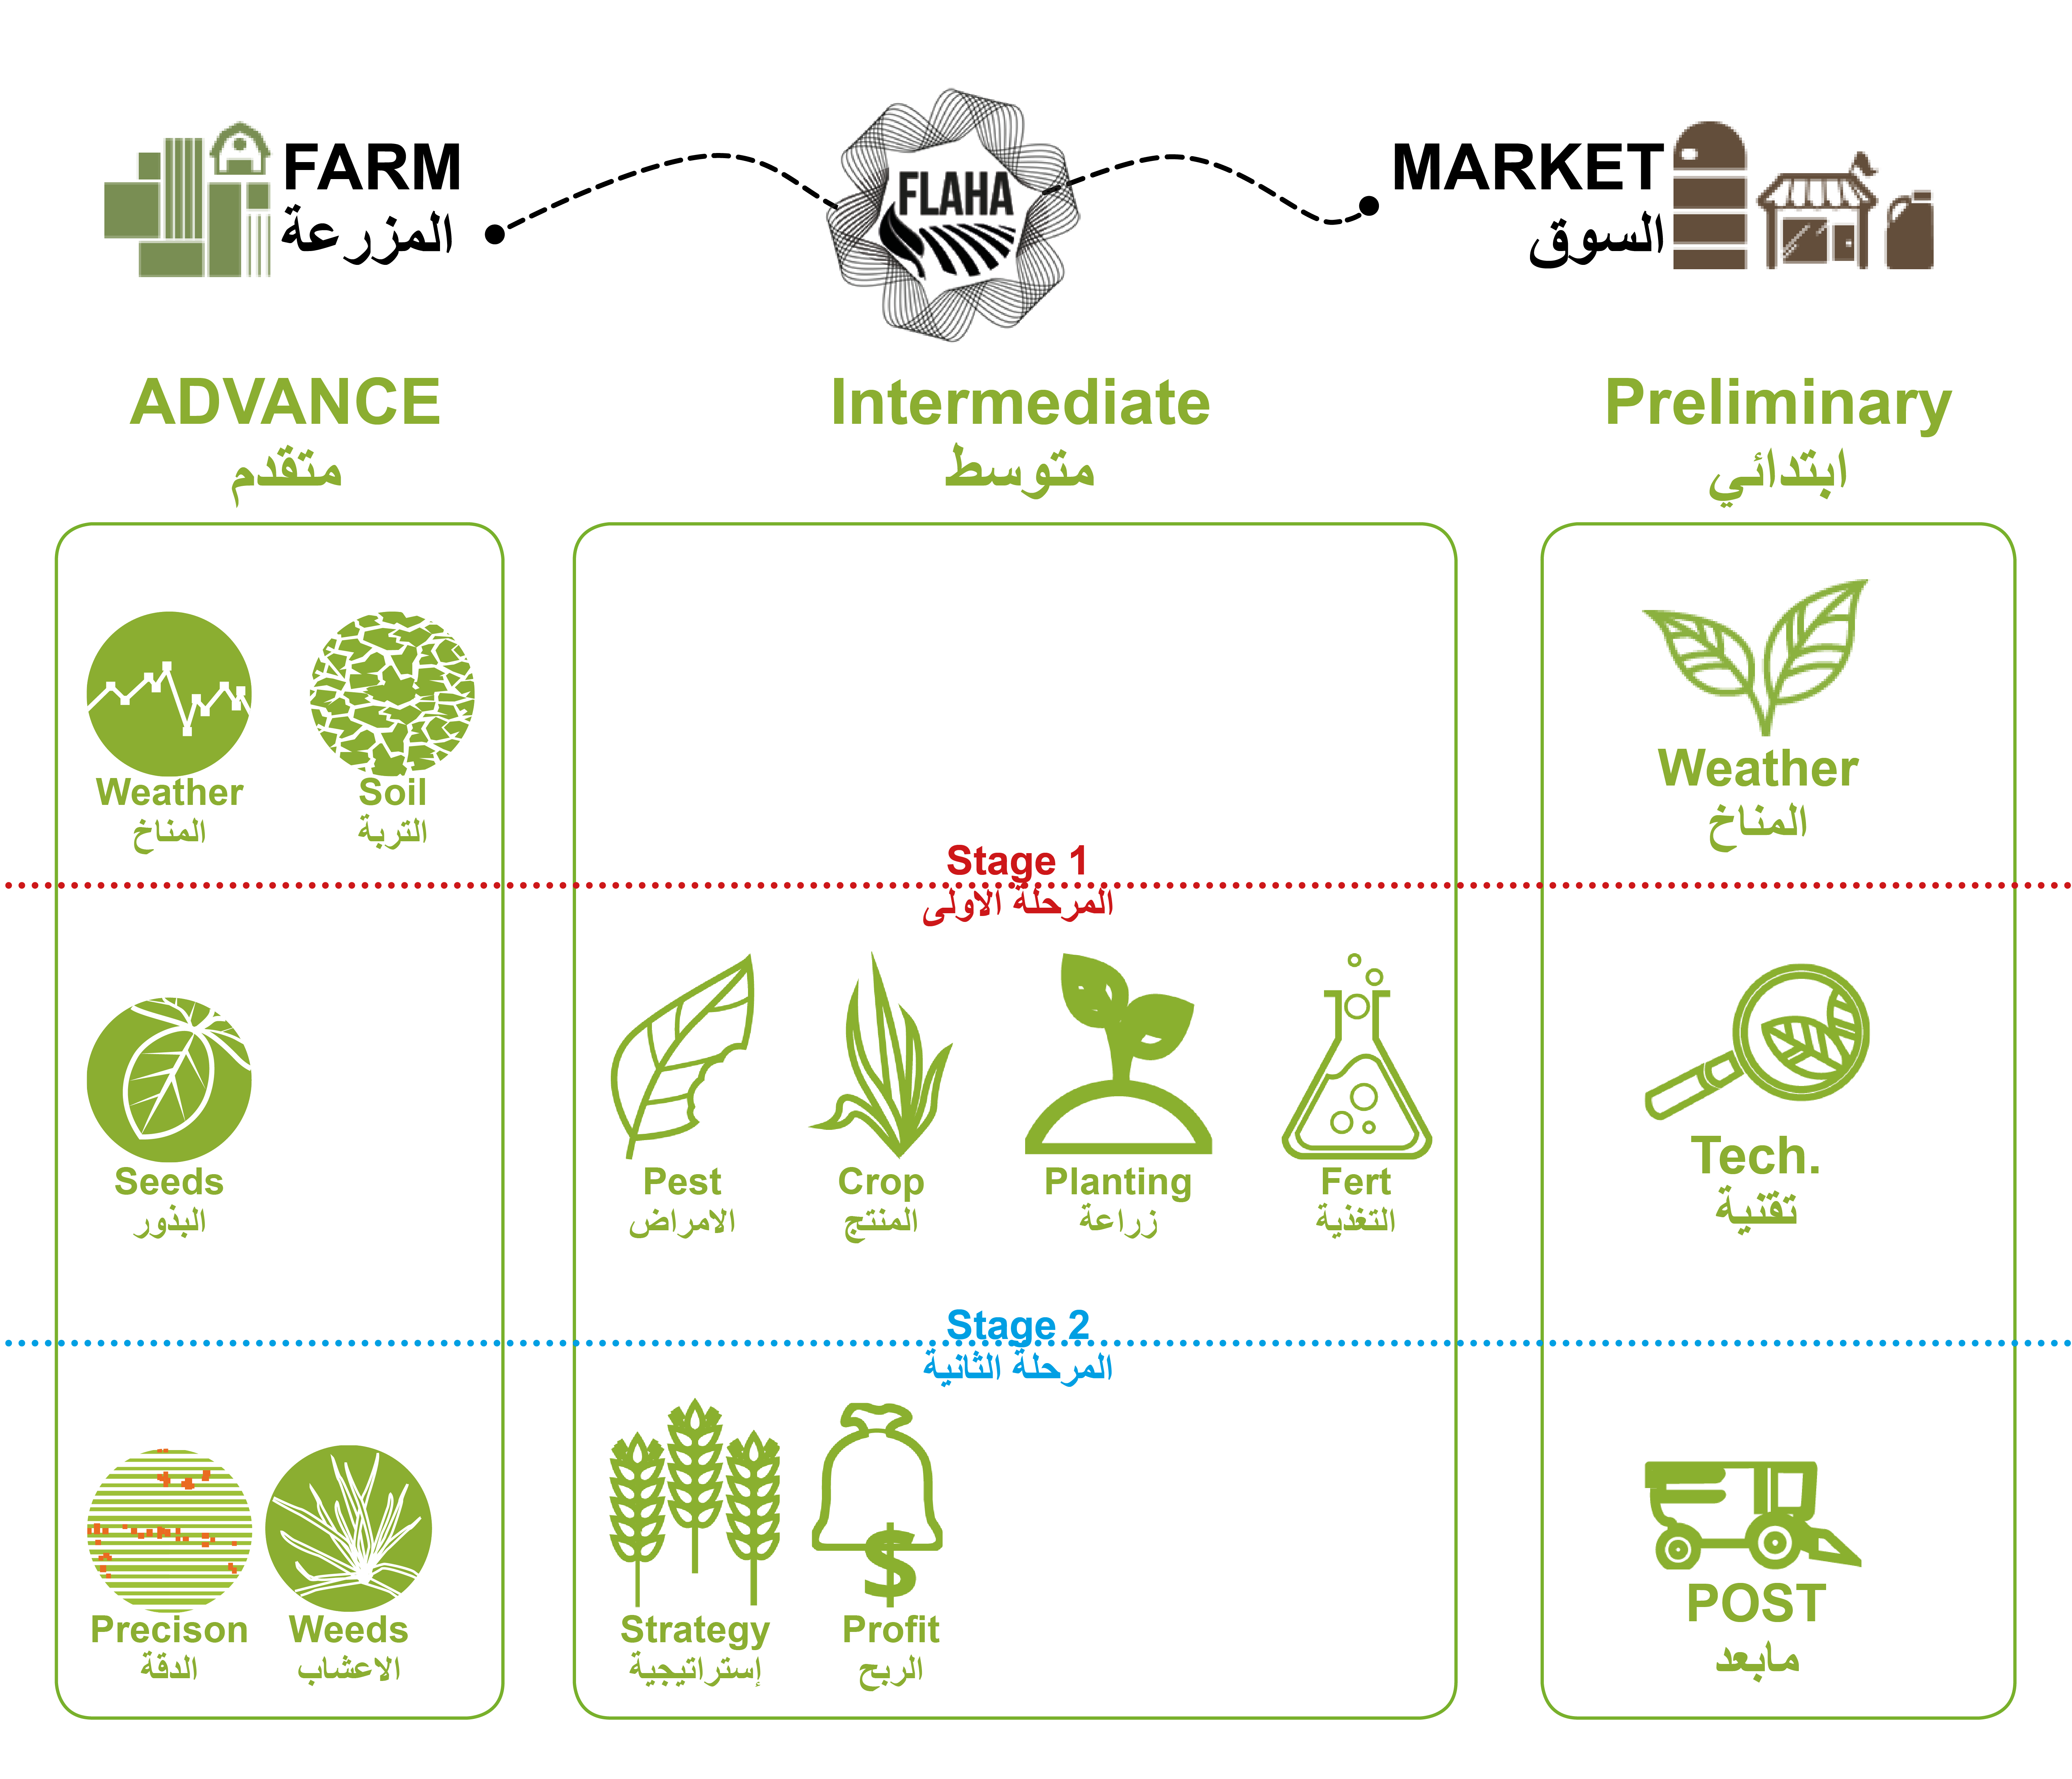 FARM
المزرعة
FLAHA
MARKET
السوق
ADVANCE
متقدم
Intermediate
متوسط
Preliminary
ابتدائي
Weather
المناخ
Soil
التربة
Weather
المناخ
Stage 1
المرحلة الاولى
Seeds
البذور
Pest
الامراض
Crop
المنتج
Planting
زراعة
Fert
التغذية
Tech.
تقنية
Stage 2
المرحلة الثانية
Precison
الدقة
Weeds
الاعشاب
Strategy
إستراتيجية
Profit
الربح
$
POST
مابعد